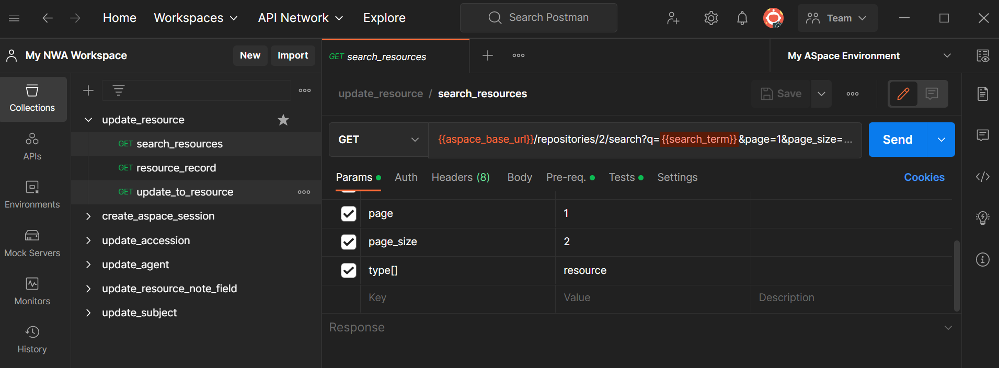 Home Workspaces API Network Explore Search Postman Team
My NWA Workspace New Import GET search_resources My ASpace Environment
Collections
APIs
Environments
Mock Servers
Monitors
History
update_resource
GET search_resources
GET resource_record
GET update_to_resource
create_aspace_session
update_accession
update_agent
update_resource_note_field
update_subject
update_resource / search_resources Save
GET {{aspace_base_url}}/repositories/2/search?q={{search_term}}&page=1&page_size=... Send
Params Auth Headers (8) Body Pre-req. Tests Settings Cookies
page 1
page_size 2
type[] resource
Key Value Description
Response